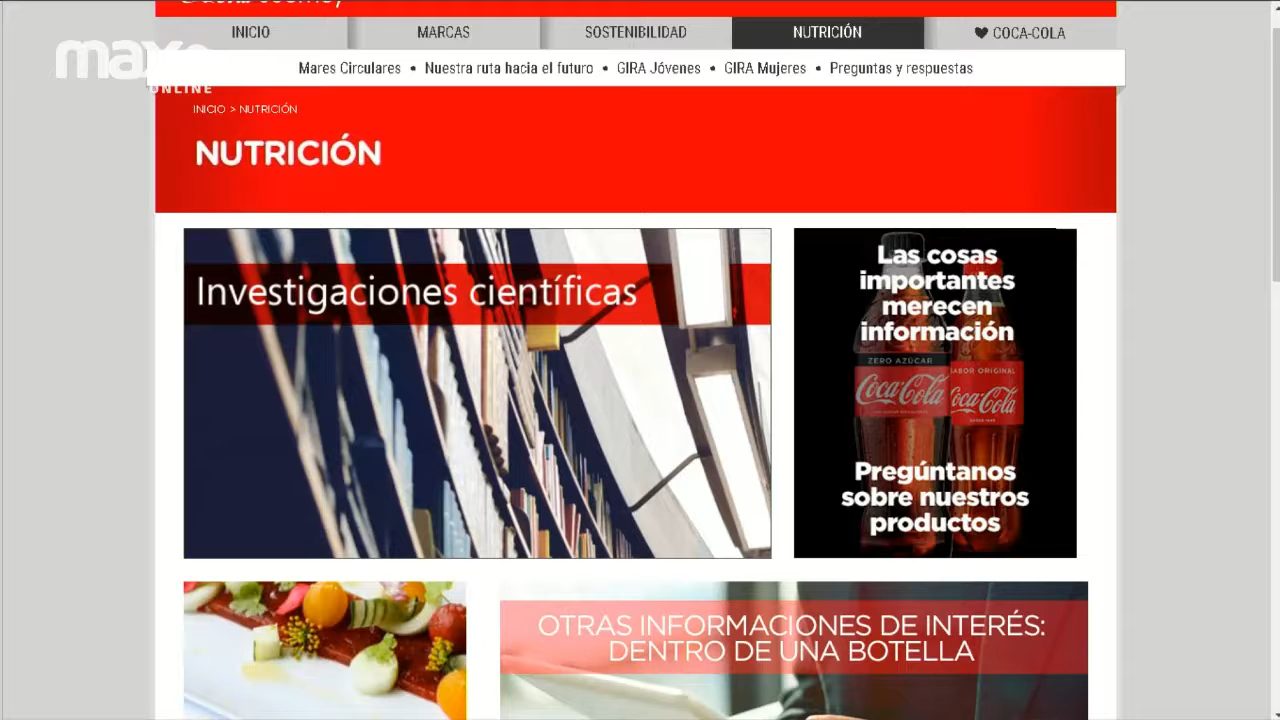 INICIO
MARCAS
SOSTENIBILIDAD
NUTRICIÓN
COCA-COLA
Mares Circulares • Nuestra ruta hacia el futuro • GIRA Jóvenes • GIRA Mujeres • Preguntas y respuestas
ONLINE
INICIO > NUTRICIÓN
NUTRICIÓN
Investigaciones científicas
Las cosas
importantes
merecen
información
ZERO AZÚCAR
Coca-Cola
SABOR ORIGINAL
Coca-Cola
Pregúntanos
sobre nuestros
productos
OTRAS INFORMACIONES DE INTERÉS:
DENTRO DE UNA BOTELLA